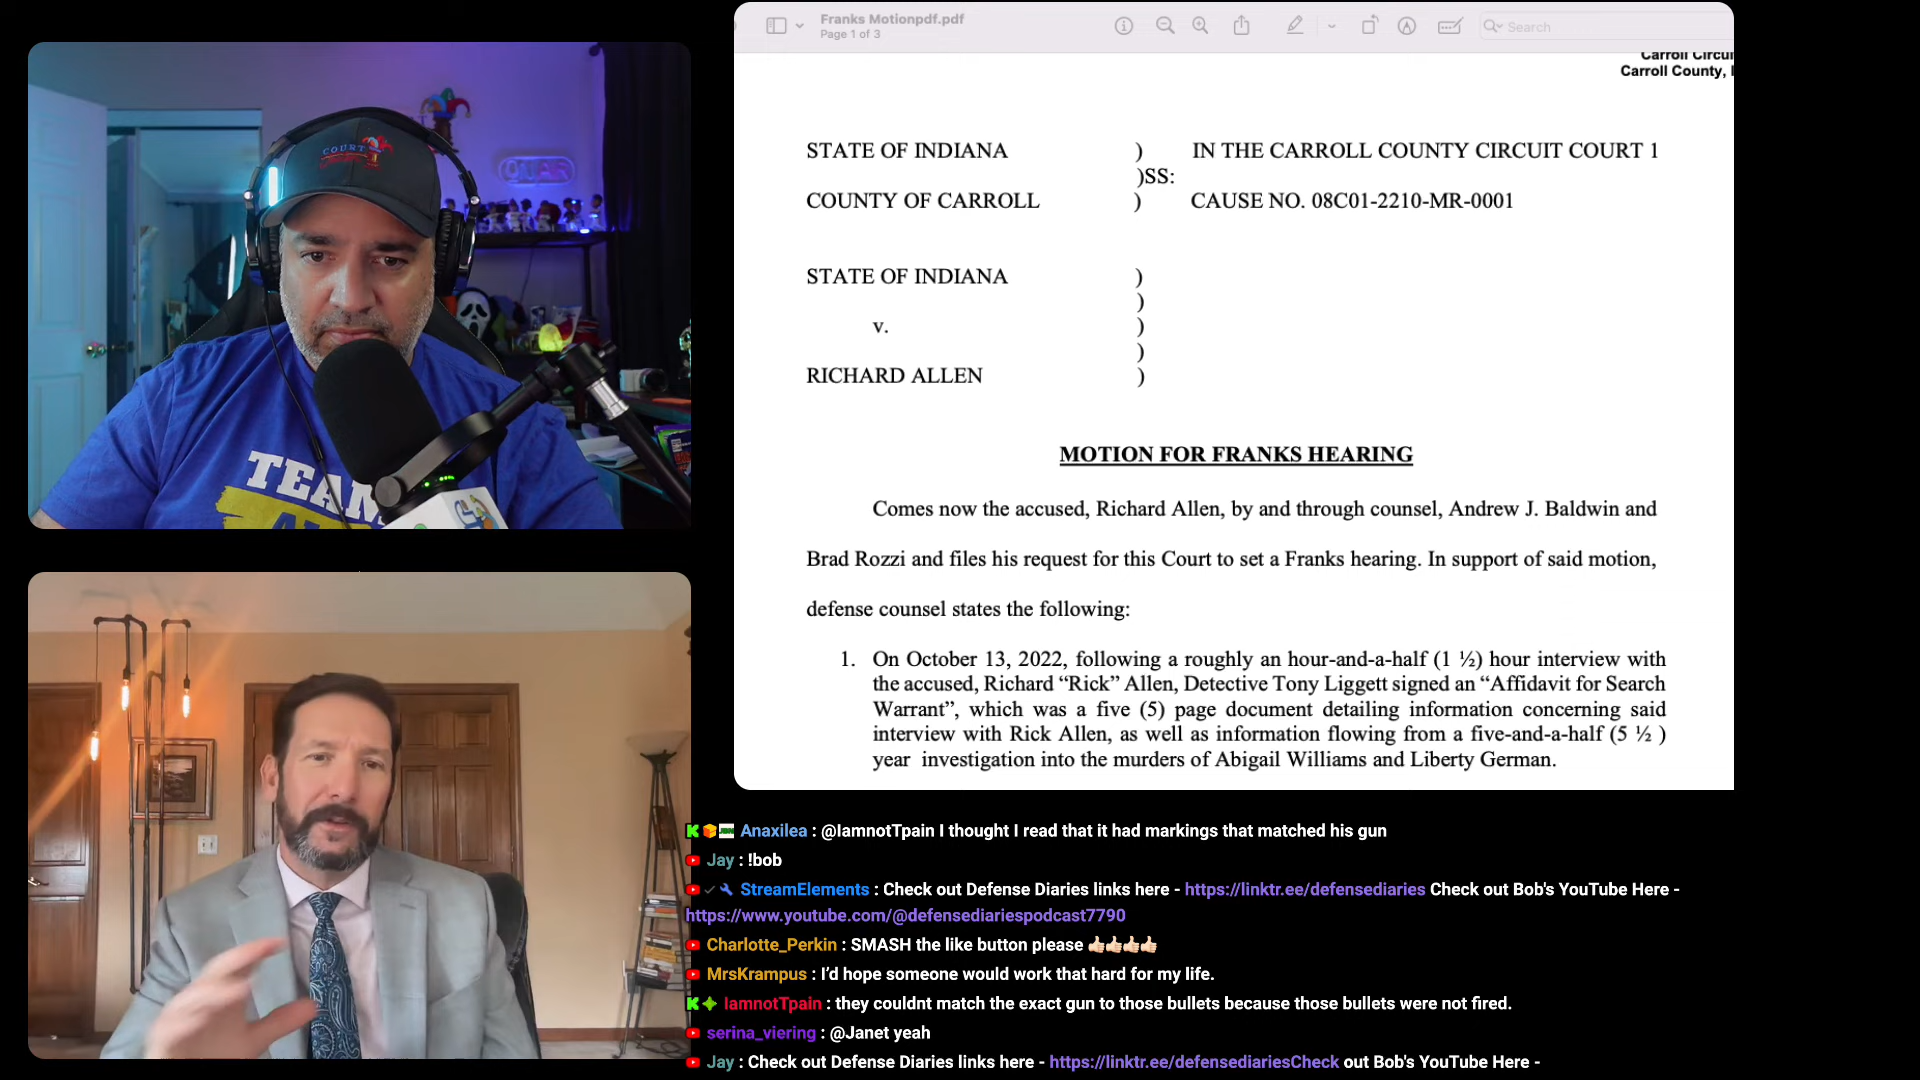 COURT
TEAM
Franks Motionpdf.pdf
Page 1 of 3
Search
Carroll County,
STATE OF INDIANA ) IN THE CARROLL COUNTY CIRCUIT COURT 1
)SS:
COUNTY OF CARROLL ) CAUSE NO. 08C01-2210-MR-0001
STATE OF INDIANA )
)
v. )
)
RICHARD ALLEN )
MOTION FOR FRANKS HEARING
Comes now the accused, Richard Allen, by and through counsel, Andrew J. Baldwin and
Brad Rozzi and files his request for this Court to set a Franks hearing. In support of said motion,
defense counsel states the following:
1. On October 13, 2022, following a roughly an hour-and-a-half (1 ½) hour interview with
the accused, Richard “Rick” Allen, Detective Tony Liggett signed an “Affidavit for Search
Warrant”, which was a five (5) page document detailing information concerning said
interview with Rick Allen, as well as information flowing from a five-and-a-half (5 ½ )
year investigation into the murders of Abigail Williams and Liberty German.
Anaxilea : @IamnotTpain I thought I read that it had markings that matched his gun
Jay : !bob
StreamElements : Check out Defense Diaries links here - https://linktr.ee/defensediaries Check out Bob's YouTube Here -
https://www.youtube.com/@defensediariespodcast7790
Charlotte_Perkin : SMASH the like button please 👍🏻👍🏻👍🏻👍🏻
MrsKrampus : I’d hope someone would work that hard for my life.
IamnotTpain : they couldnt match the exact gun to those bullets because those bullets were not fired.
serina_viering : @Janet yeah
Jay : Check out Defense Diaries links here - https://linktr.ee/defensediariesCheck out Bob's YouTube Here -